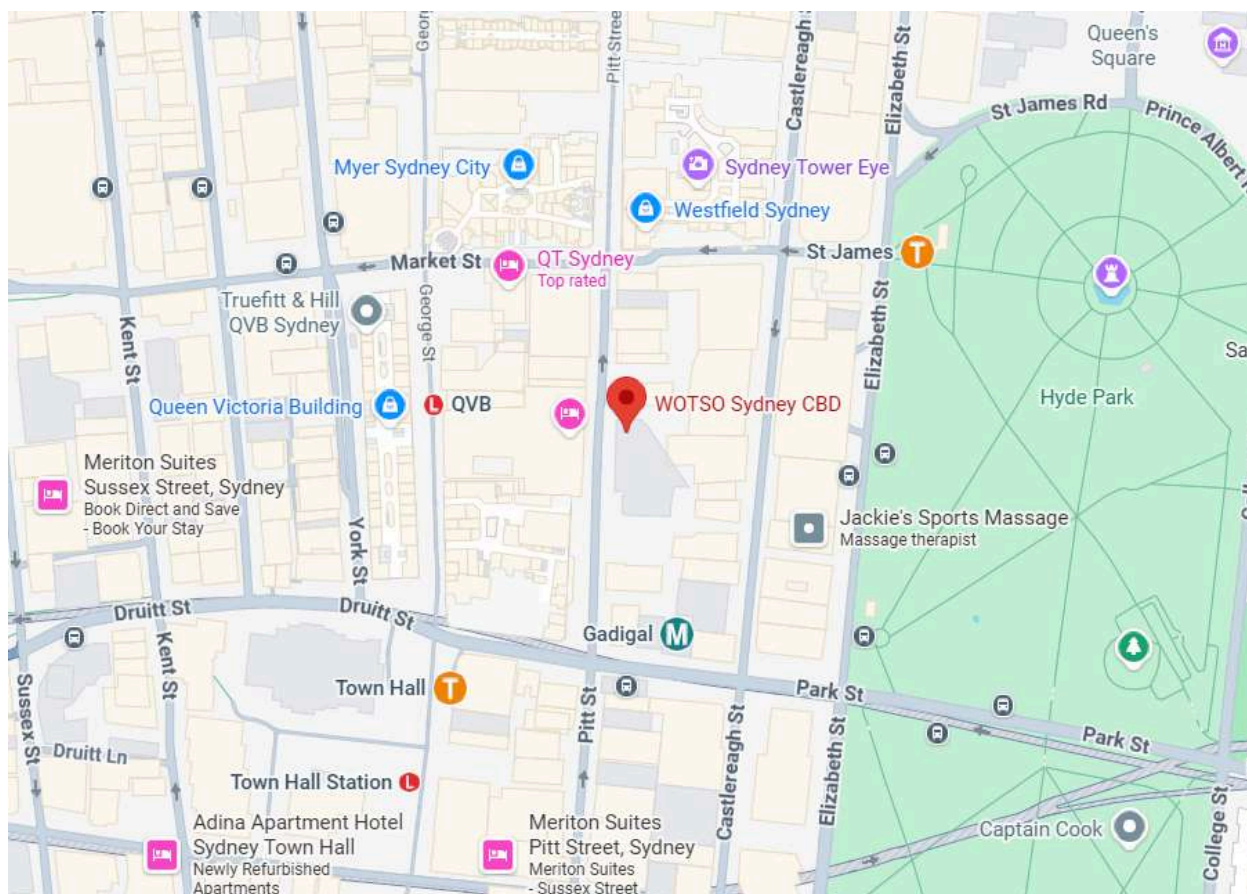 Geor
Pitt Street
Castlereagh St
Elizabeth St
Queen's
Square
St James Rd
Prince Albert
Myer Sydney City
Sydney Tower Eye
Westfield Sydney
Market St
QT Sydney
Top rated
St James
T
Truefitt & Hill
QVB Sydney
George St
Kent St
Elizabeth St
Sa
Hyde Park
Queen Victoria Building
L
QVB
WOTSO Sydney CBD
Meriton Suites
Sussex Street, Sydney
Book Direct and Save
- Book Your Stay
York St
Jackie's Sports Massage
Massage therapist
Druitt St
Druitt St
Gadigal
M
Kent St
Town Hall
T
Pitt St
Park St
Sussex St
Druitt Ln
Castlereagh St
Elizabeth St
Park St
Town Hall Station
L
Adina Apartment Hotel
Sydney Town Hall
Newly Refurbished
Apartments
Meriton Suites
Pitt Street, Sydney
Meriton Suites
- Sussex Street
Captain Cook
College St